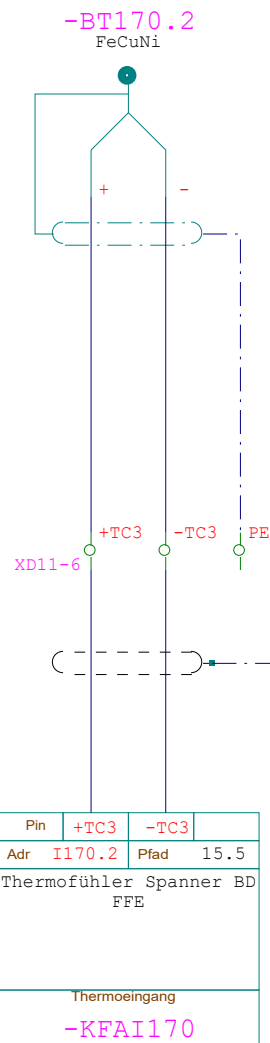 -BT170.2
FeCuNi
+ -
+TC3 -TC3 PE
XD11-6
Pin +TC3 -TC3
Adr I170.2 Pfad 15.5
Thermofühler Spanner BD
FFE
Thermoeingang
-KFAI170